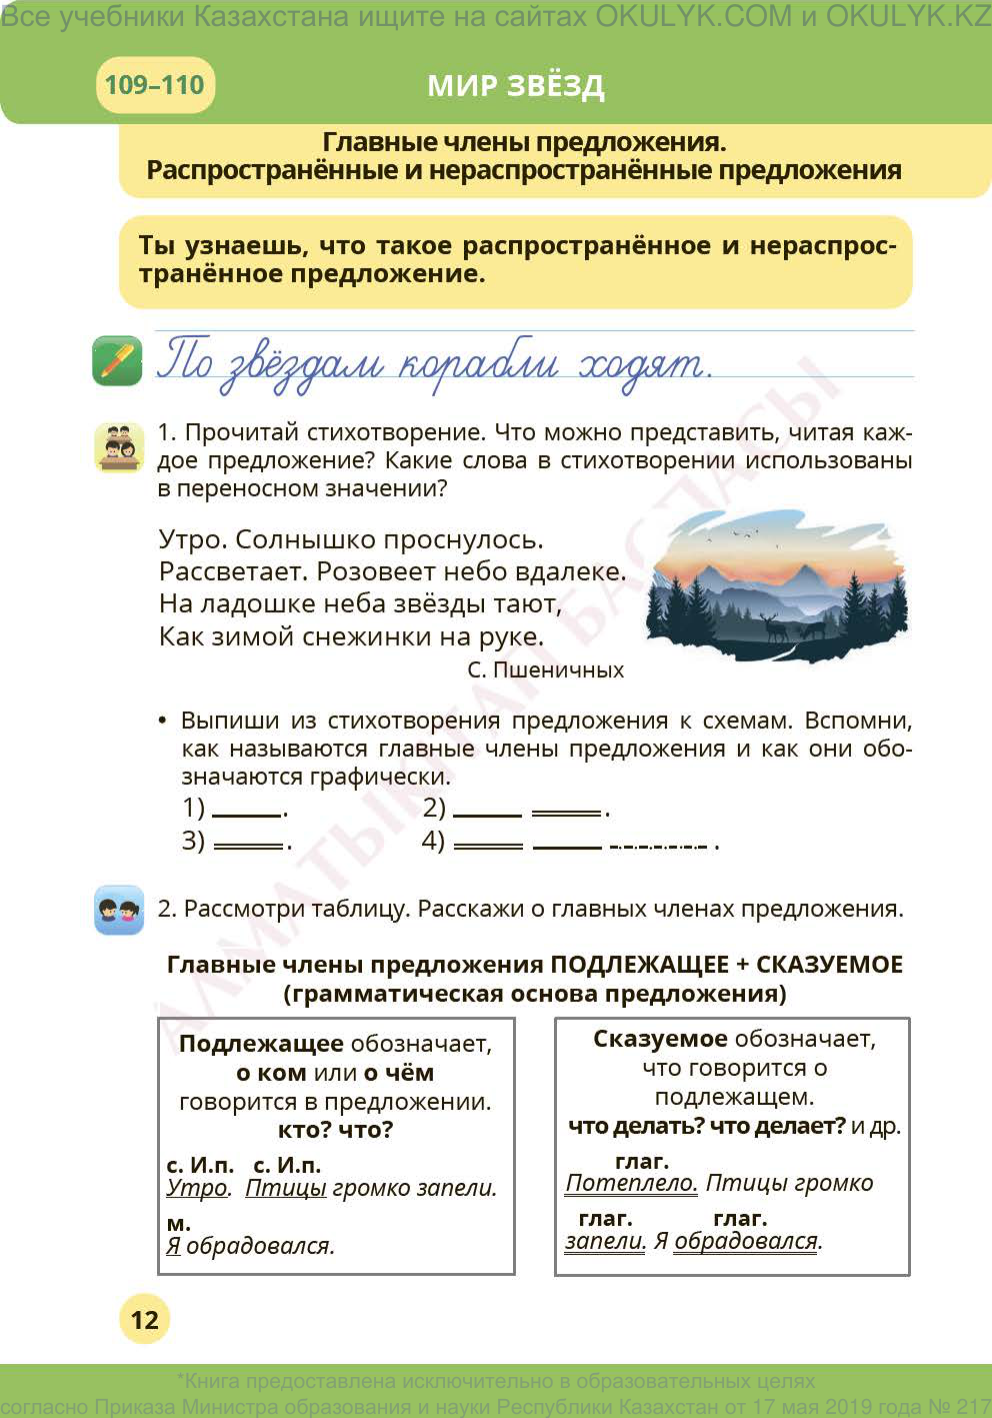 Все учебники Казахстана ищите на сайтах OKULYK.COM и OKULYK.KZ
109–110
МИР ЗВЁЗД
Главные члены предложения.
Распространённые и нераспространённые предложения
Ты узнаешь, что такое распространённое и нераспрос-
транённое предложение.
По звёздам корабли ходят.
1. Прочитай стихотворение. Что можно представить, читая каж-
дое предложение? Какие слова в стихотворении использованы
в переносном значении?
Утро. Солнышко проснулось.
Рассветает. Розовеет небо вдалеке.
На ладошке неба звёзды тают,
Как зимой снежинки на руке.
С. Пшеничных
• Выпиши из стихотворения предложения к схемам. Вспомни,
как называются главные члены предложения и как они обо-
значаются графически.
1) ______. 2) ______ ______.
3) ______. 4) ______ ______ _._._._._ .
2. Рассмотри таблицу. Расскажи о главных членах предложения.
Главные члены предложения ПОДЛЕЖАЩЕЕ + СКАЗУЕМОЕ
(грамматическая основа предложения)
Подлежащее обозначает,
о ком или о чём
говорится в предложении.
кто? что?
с. И.п. с. И.п.
Утро. Птицы громко запели.
м.
Я обрадовался.
Сказуемое обозначает,
что говорится о
подлежащем.
что делать? что делает? и др.
глаг.
Потеплело. Птицы громко
глаг. глаг.
запели. Я обрадовался.
12
АЛМАТЫКІТАП БАСПАСЫ
*Книга предоставлена исключительно в образовательных целях
согласно Приказа Министра образования и науки Республики Казахстан от 17 мая 2019 года № 217